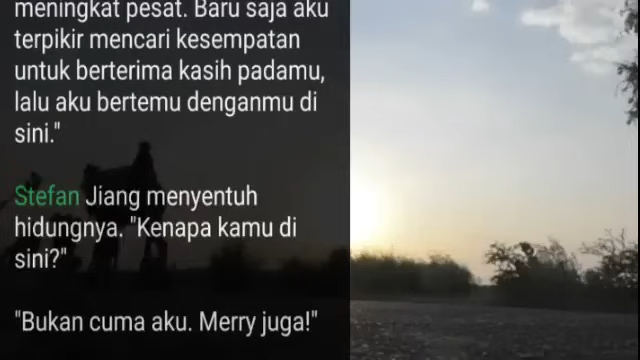 meningkat pesat. Baru saja aku
terpikir mencari kesempatan
untuk berterima kasih padamu,
lalu aku bertemu denganmu di
sini."
Stefan Jiang menyentuh
hidungnya. "Kenapa kamu di
sini?"
"Bukan cuma aku. Merry juga!"